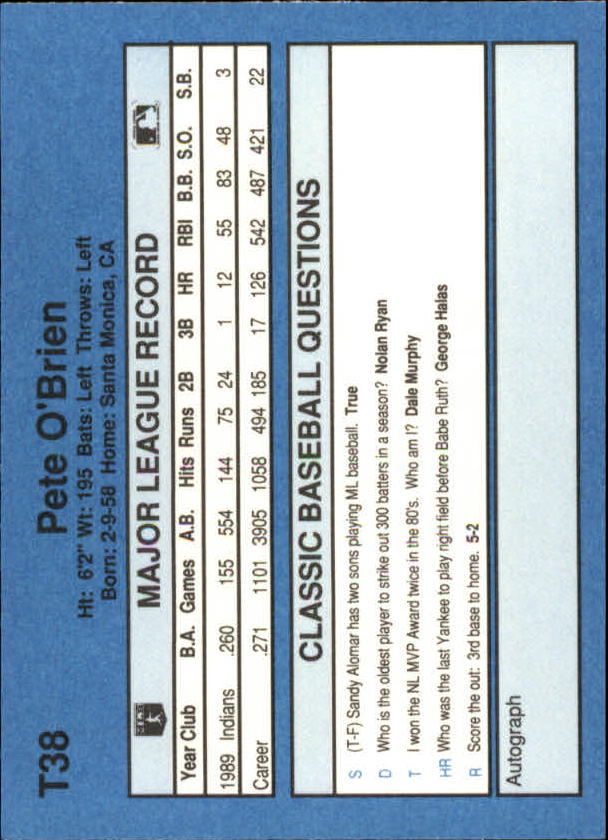 T38
Pete O'Brien
Ht: 6'2" Wt: 195 Bats: Left Throws: Left
Born: 2-9-58 Home: Santa Monica, CA
MAJOR LEAGUE RECORD
Year Club B.A. Games A.B. Hits Runs 2B 3B HR RBI B.B. S.O. S.B.
1989 Indians .260 155 554 144 75 24 1 12 55 83 48 3
Career .271 1101 3905 1058 494 185 17 126 542 487 421 22
CLASSIC BASEBALL QUESTIONS
S (T-F) Sandy Alomar has two sons playing ML baseball. True
D Who is the oldest player to strike out 300 batters in a season? Nolan Ryan
T I won the NL MVP Award twice in the 80's. Who am I? Dale Murphy
HR Who was the last Yankee to play right field before Babe Ruth? George Halas
R Score the out: 3rd base to home. 5-2
Autograph